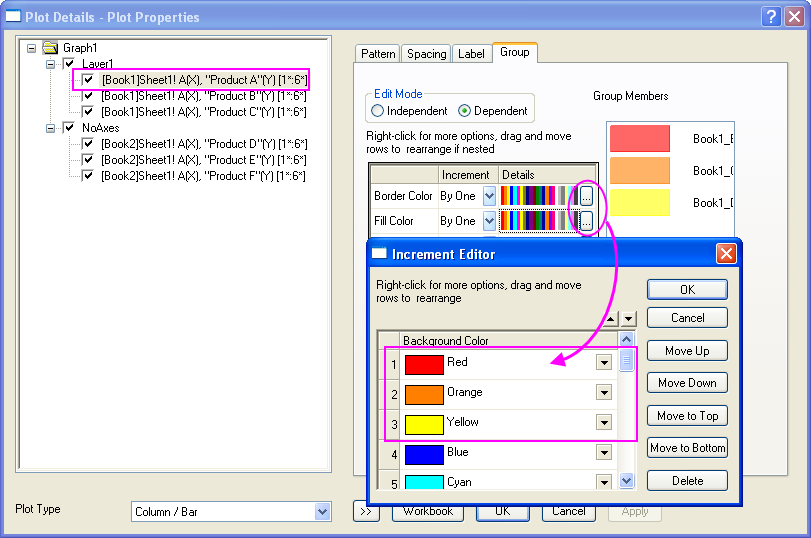 Plot Details - Plot Properties
Graph1
Layer1
[Book1]Sheet1! A(X), "Product A"(Y) [1*:6*]
[Book1]Sheet1! A(X), "Product B"(Y) [1*:6*]
[Book1]Sheet1! A(X), "Product C"(Y) [1*:6*]
NoAxes
[Book2]Sheet1! A(X), "Product D"(Y) [1*:6*]
[Book2]Sheet1! A(X), "Product E"(Y) [1*:6*]
[Book2]Sheet1! A(X), "Product F"(Y) [1*:6*]
Pattern Spacing Label Group
Edit Mode
Independent Dependent
Group Members
Right-click for more options, drag and move
rows to rearrange if nested
Book1_
Book1_
Book1_
Increment Details
Border Color By One ...
Fill Color By One ...
Increment Editor
Right-click for more options, drag and move
rows to rearrange
Background Color
1 Red
2 Orange
3 Yellow
4 Blue
5 Cyan
OK
Cancel
Move Up
Move Down
Move to Top
Move to Bottom
Delete
Plot Type Column / Bar >> Workbook OK Cancel Apply